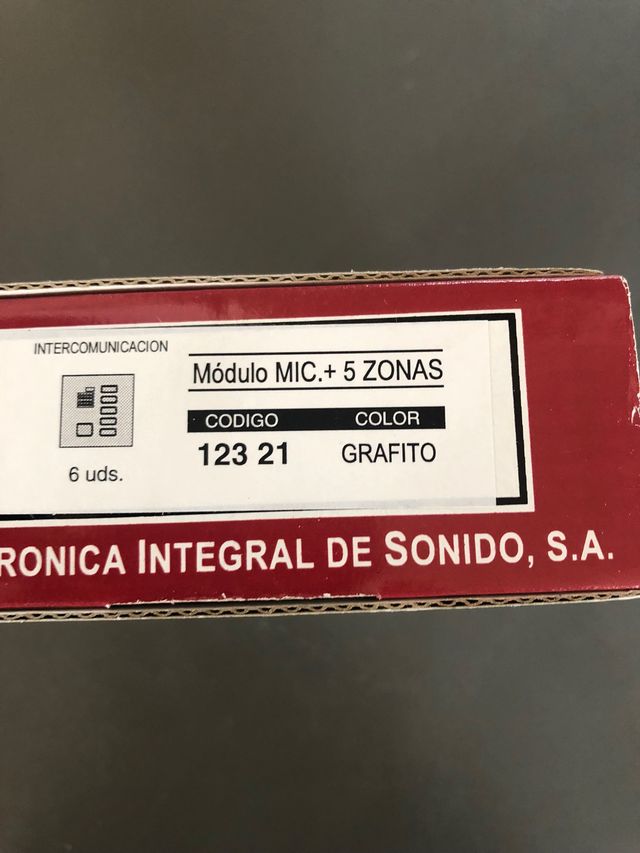 INTERCOMUNICACION
6 uds.
Módulo MIC.+ 5 ZONAS
CODIGO COLOR
123 21 GRAFITO
RONICA INTEGRAL DE SONIDO, S.A.